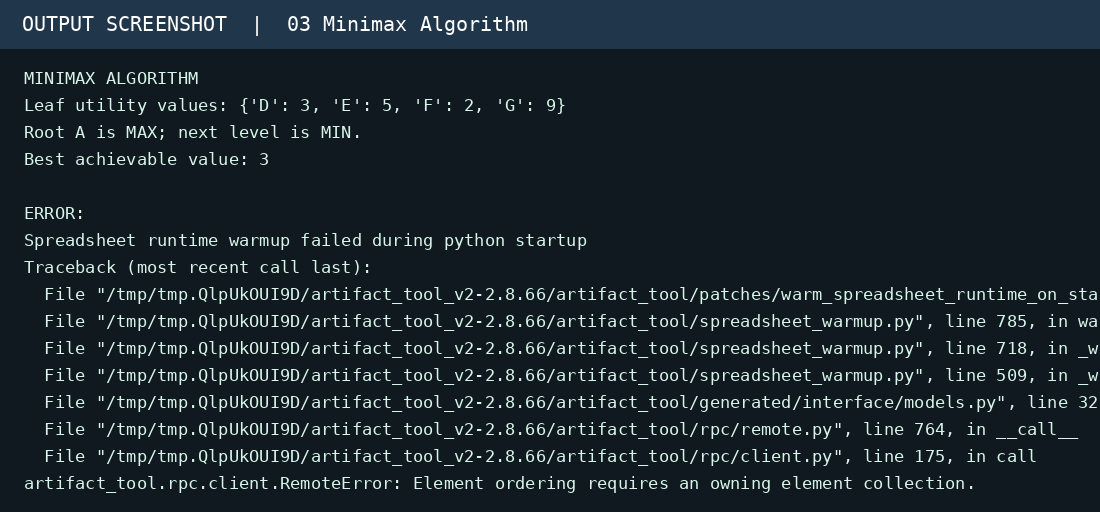 OUTPUT SCREENSHOT | 03 Minimax Algorithm
MINIMAX ALGORITHM
Leaf utility values: {'D': 3, 'E': 5, 'F': 2, 'G': 9}
Root A is MAX; next level is MIN.
Best achievable value: 3
ERROR:
Spreadsheet runtime warmup failed during python startup
Traceback (most recent call last):
File "/tmp/tmp.QlpUkOUI9D/artifact_tool_v2-2.8.66/artifact_tool/patches/warm_spreadsheet_runtime_on_sta
File "/tmp/tmp.QlpUkOUI9D/artifact_tool_v2-2.8.66/artifact_tool/spreadsheet_warmup.py", line 785, in wa
File "/tmp/tmp.QlpUkOUI9D/artifact_tool_v2-2.8.66/artifact_tool/spreadsheet_warmup.py", line 718, in _w
File "/tmp/tmp.QlpUkOUI9D/artifact_tool_v2-2.8.66/artifact_tool/spreadsheet_warmup.py", line 509, in _w
File "/tmp/tmp.QlpUkOUI9D/artifact_tool_v2-2.8.66/artifact_tool/generated/interface/models.py", line 32
File "/tmp/tmp.QlpUkOUI9D/artifact_tool_v2-2.8.66/artifact_tool/rpc/remote.py", line 764, in __call__
File "/tmp/tmp.QlpUkOUI9D/artifact_tool_v2-2.8.66/artifact_tool/rpc/client.py", line 175, in call
artifact_tool.rpc.client.RemoteError: Element ordering requires an owning element collection.